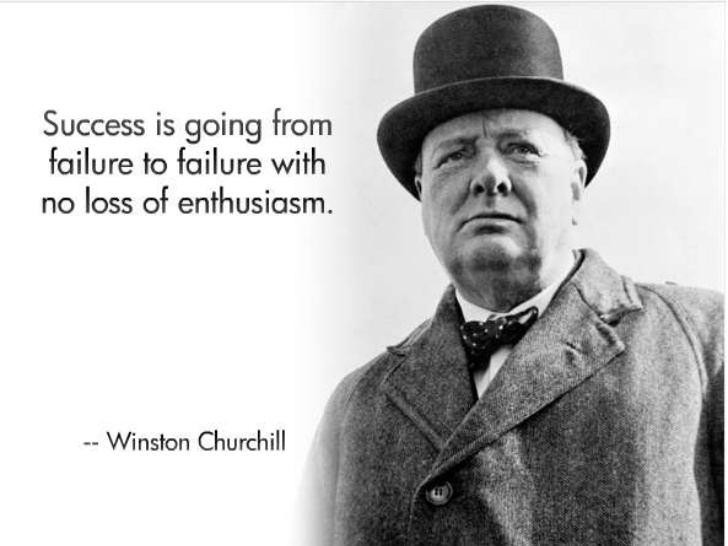 Success is going from
failure to failure with
no loss of enthusiasm.
-- Winston Churchill